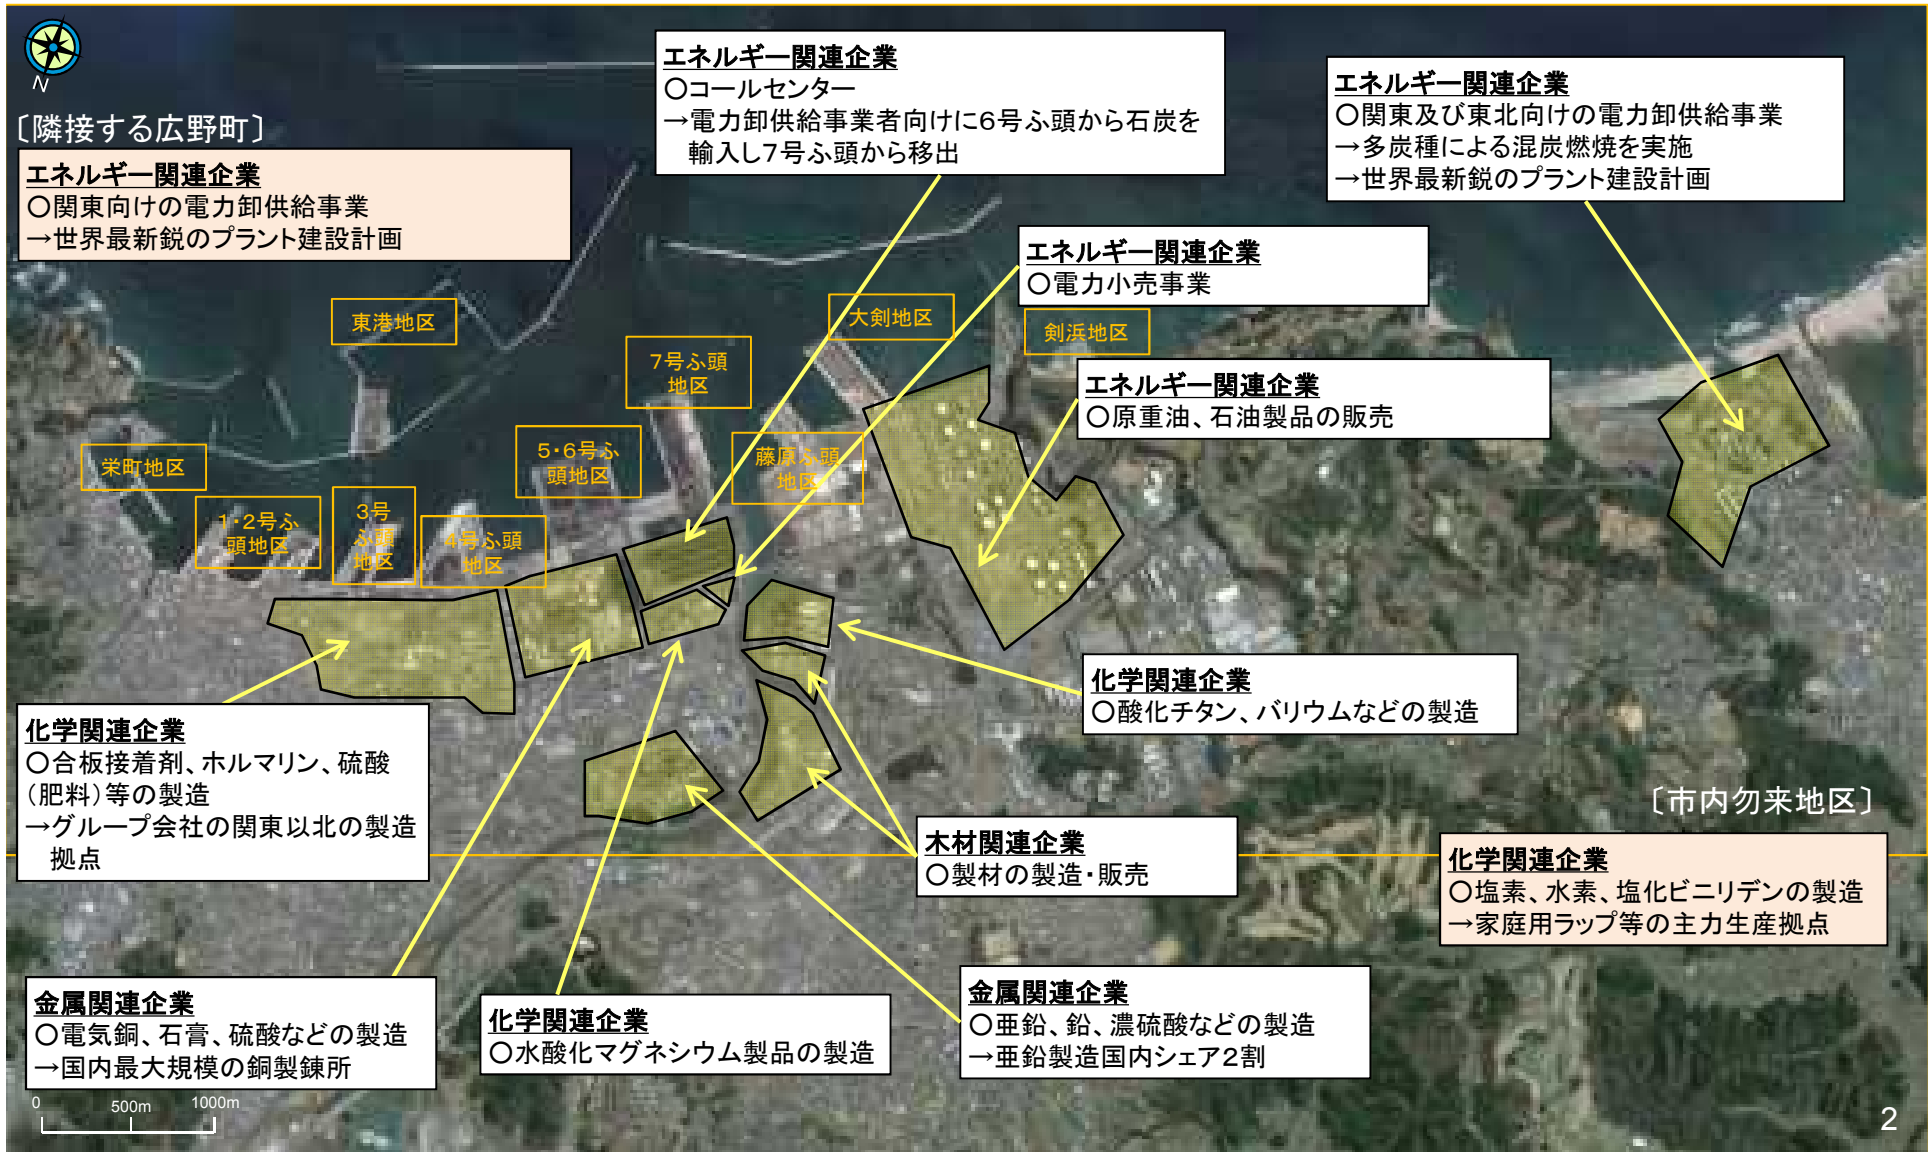 N
〔隣接する広野町〕
エネルギー関連企業
○関東向けの電力卸供給事業
→世界最新鋭のプラント建設計画
エネルギー関連企業
○コールセンター
→電力卸供給事業者向けに6号ふ頭から石炭を
輸入し7号ふ頭から移出
エネルギー関連企業
○関東及び東北向けの電力卸供給事業
→多炭種による混炭燃焼を実施
→世界最新鋭のプラント建設計画
エネルギー関連企業
○電力小売事業
エネルギー関連企業
○原重油、石油製品の販売
東港地区
大剣地区
剣浜地区
7号ふ頭
地区
栄町地区
5・6号ふ
頭地区
藤原ふ頭
地区
1・2号ふ
頭地区
3号
ふ頭
地区
4号ふ頭
地区
化学関連企業
○酸化チタン、バリウムなどの製造
化学関連企業
○合板接着剤、ホルマリン、硫酸
（肥料）等の製造
→グループ会社の関東以北の製造
拠点
木材関連企業
○製材の製造・販売
〔市内勿来地区〕
化学関連企業
○塩素、水素、塩化ビニリデンの製造
→家庭用ラップ等の主力生産拠点
金属関連企業
○電気銅、石膏、硫酸などの製造
→国内最大規模の銅製錬所
化学関連企業
○水酸化マグネシウム製品の製造
金属関連企業
○亜鉛、鉛、濃硫酸などの製造
→亜鉛製造国内シェア2割
0 500m 1000m
2